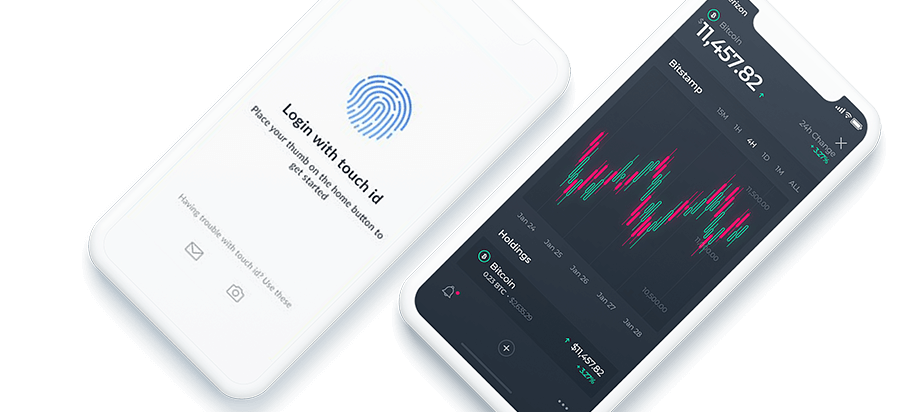 Login with touch id
Place your thumb on the home button to
get started
Having trouble with touch id? Use these
Bitcoin
$11,457.82
Bitstamp
24h Change
+ 3.27%
15M 1H 4H 1D 1M ALL
11,500.00
10,500.00
Jan 24 Jan 25 Jan 26 Jan 27 Jan 28
Holdings
Bitcoin
0.23 BTC • $2,635.29
$11,457.82
+ 3.27%